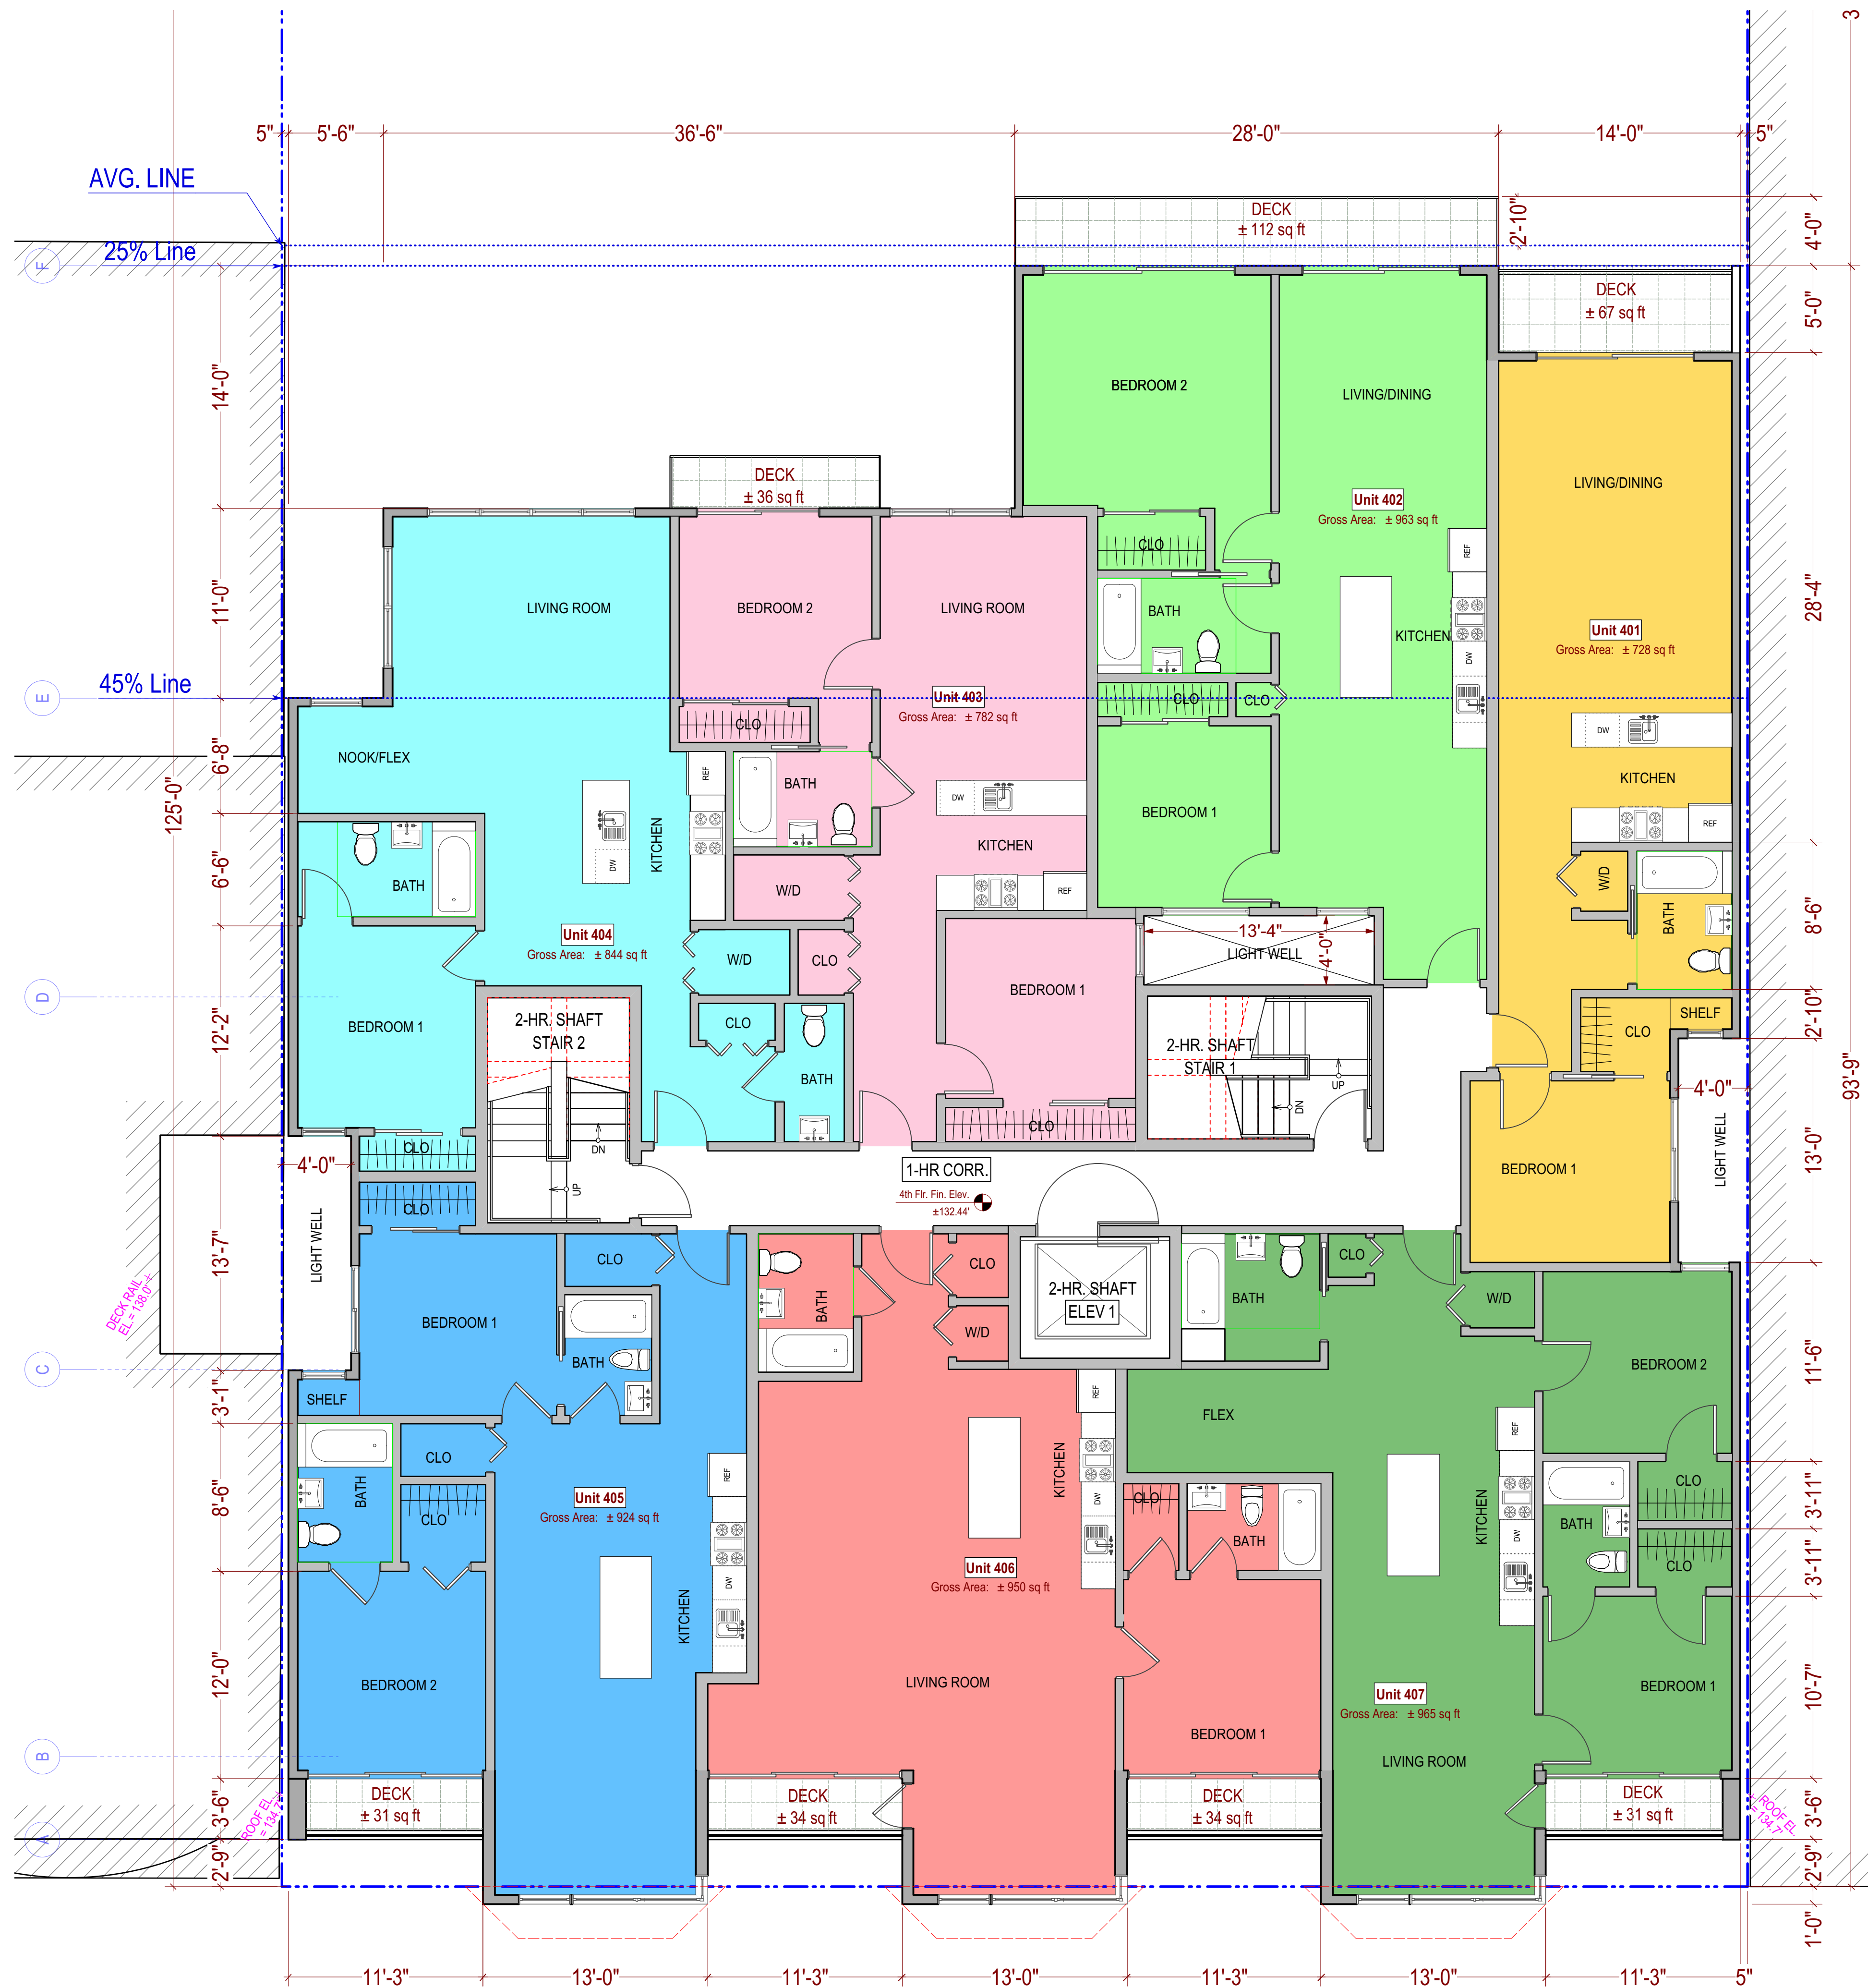 3
5" 5'-6" 36'-6" 28'-0" 14'-0" 5"
AVG. LINE
25% Line
45% Line
F
E
D
C
B
A
DECK
± 112 sq ft
2'-10"
4'-0"
DECK
± 67 sq ft
5'-0"
14'-0"
BEDROOM 2
LIVING/DINING
DECK
± 36 sq ft
Unit 402
Gross Area: ± 963 sq ft
LIVING/DINING
CLO
REF
11'-0"
LIVING ROOM
BEDROOM 2
LIVING ROOM
BATH
KITCHEN
DW
28'-4"
Unit 401
Gross Area: ± 728 sq ft
Unit 403
Gross Area: ± 782 sq ft
CLO
CLO
CLO
DW
6'-8"
NOOK/FLEX
REF
BATH
DW
KITCHEN
125'-0"
BEDROOM 1
KITCHEN
REF
KITCHEN
DW
BATH
6'-6"
W/D
REF
W/D
BATH
8'-6"
Unit 404
Gross Area: ± 844 sq ft
W/D
CLO
13'-4"
4'-0"
LIGHT WELL
BEDROOM 1
12'-2"
BEDROOM 1
2-HR. SHAFT
STAIR 2
CLO
2-HR. SHAFT
STAIR 1
UP
DN
SHELF
CLO
2'-10"
BATH
4'-0"
93'-9"
CLO
DN
UP
CLO
4'-0"
1-HR CORR.
4th Flr. Fin. Elev.
±132.44'
BEDROOM 1
LIGHT WELL
13'-0"
CLO
13'-7"
LIGHT WELL
DECK RAIL
EL.= 138.0'
CLO
CLO
2-HR. SHAFT
ELEV 1
CLO
BATH
W/D
BEDROOM 1
BATH
W/D
BATH
BEDROOM 2
11'-6"
SHELF
3'-1"
REF
FLEX
REF
CLO
BATH
8'-6"
CLO
REF
KITCHEN
DW
KITCHEN
DW
CLO
3'-11"
Unit 405
Gross Area: ± 924 sq ft
CLO
BATH
BATH
CLO
3'-11"
Unit 406
Gross Area: ± 950 sq ft
KITCHEN
DW
12'-0"
BEDROOM 2
LIVING ROOM
BEDROOM 1
Unit 407
Gross Area: ± 965 sq ft
LIVING ROOM
BEDROOM 1
10'-7"
DECK
± 31 sq ft
DECK
± 34 sq ft
DECK
± 34 sq ft
DECK
± 31 sq ft
3'-6"
3'-6"
ROOF EL.
= 134.7'
ROOF EL.
= 134.7'
2'-9"
2'-9"
1'-0"
11'-3" 13'-0" 11'-3" 13'-0" 11'-3" 13'-0" 11'-3" 5"